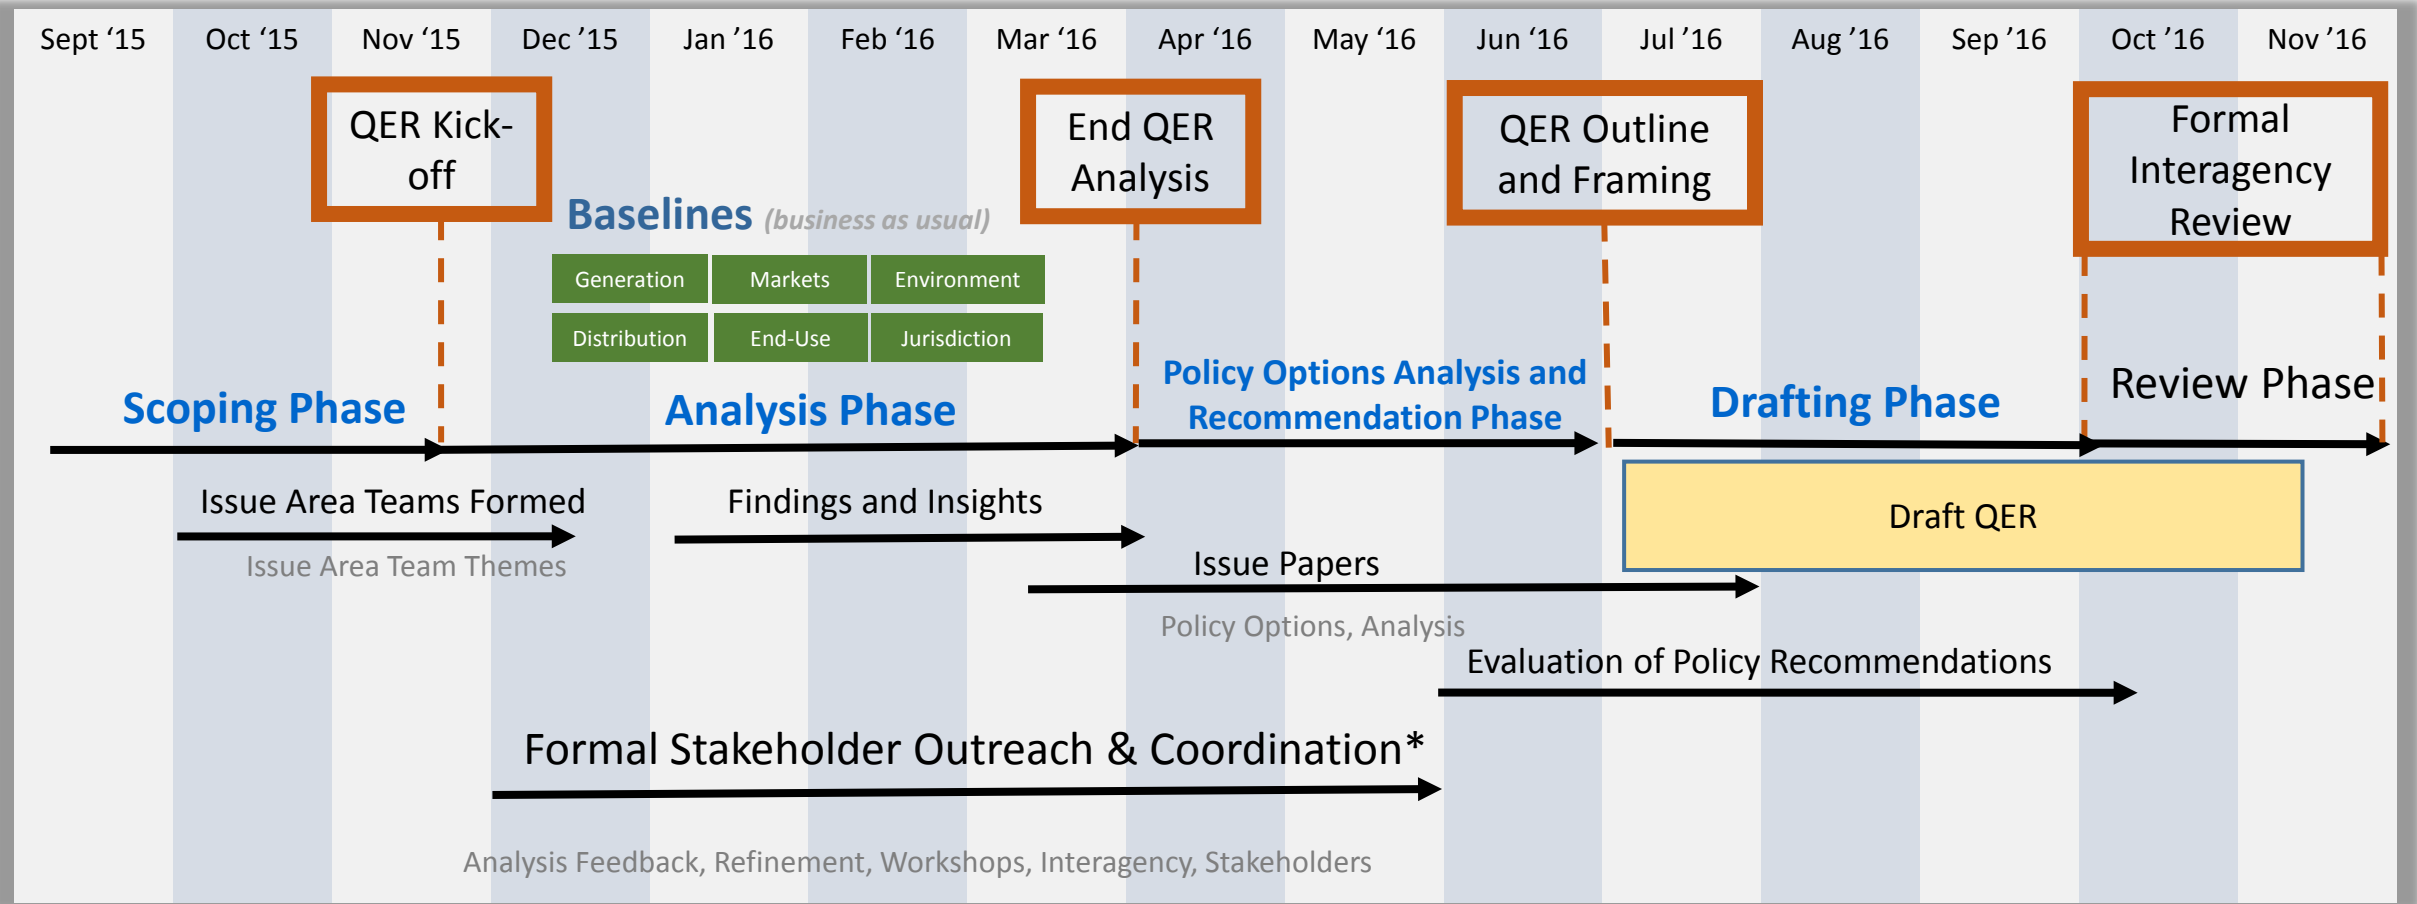 Sept ‘15 Oct ‘15 Nov ‘15 Dec ’15 Jan ’16 Feb ‘16 Mar ‘16 Apr ‘16 May ‘16 Jun ‘16 Jul ’16 Aug ’16 Sep ’16 Oct ’16 Nov ’16
QER Kick-
off
End QER
Analysis
QER Outline
and Framing
Formal
Interagency
Review
Baselines (business as usual)
Generation Markets Environment
Distribution End-Use Jurisdiction
Scoping Phase
Analysis Phase
Policy Options Analysis and
Recommendation Phase
Drafting Phase
Review Phase
Issue Area Teams Formed
Issue Area Team Themes
Findings and Insights
Draft QER
Issue Papers
Policy Options, Analysis
Evaluation of Policy Recommendations
Formal Stakeholder Outreach & Coordination*
Analysis Feedback, Refinement, Workshops, Interagency, Stakeholders